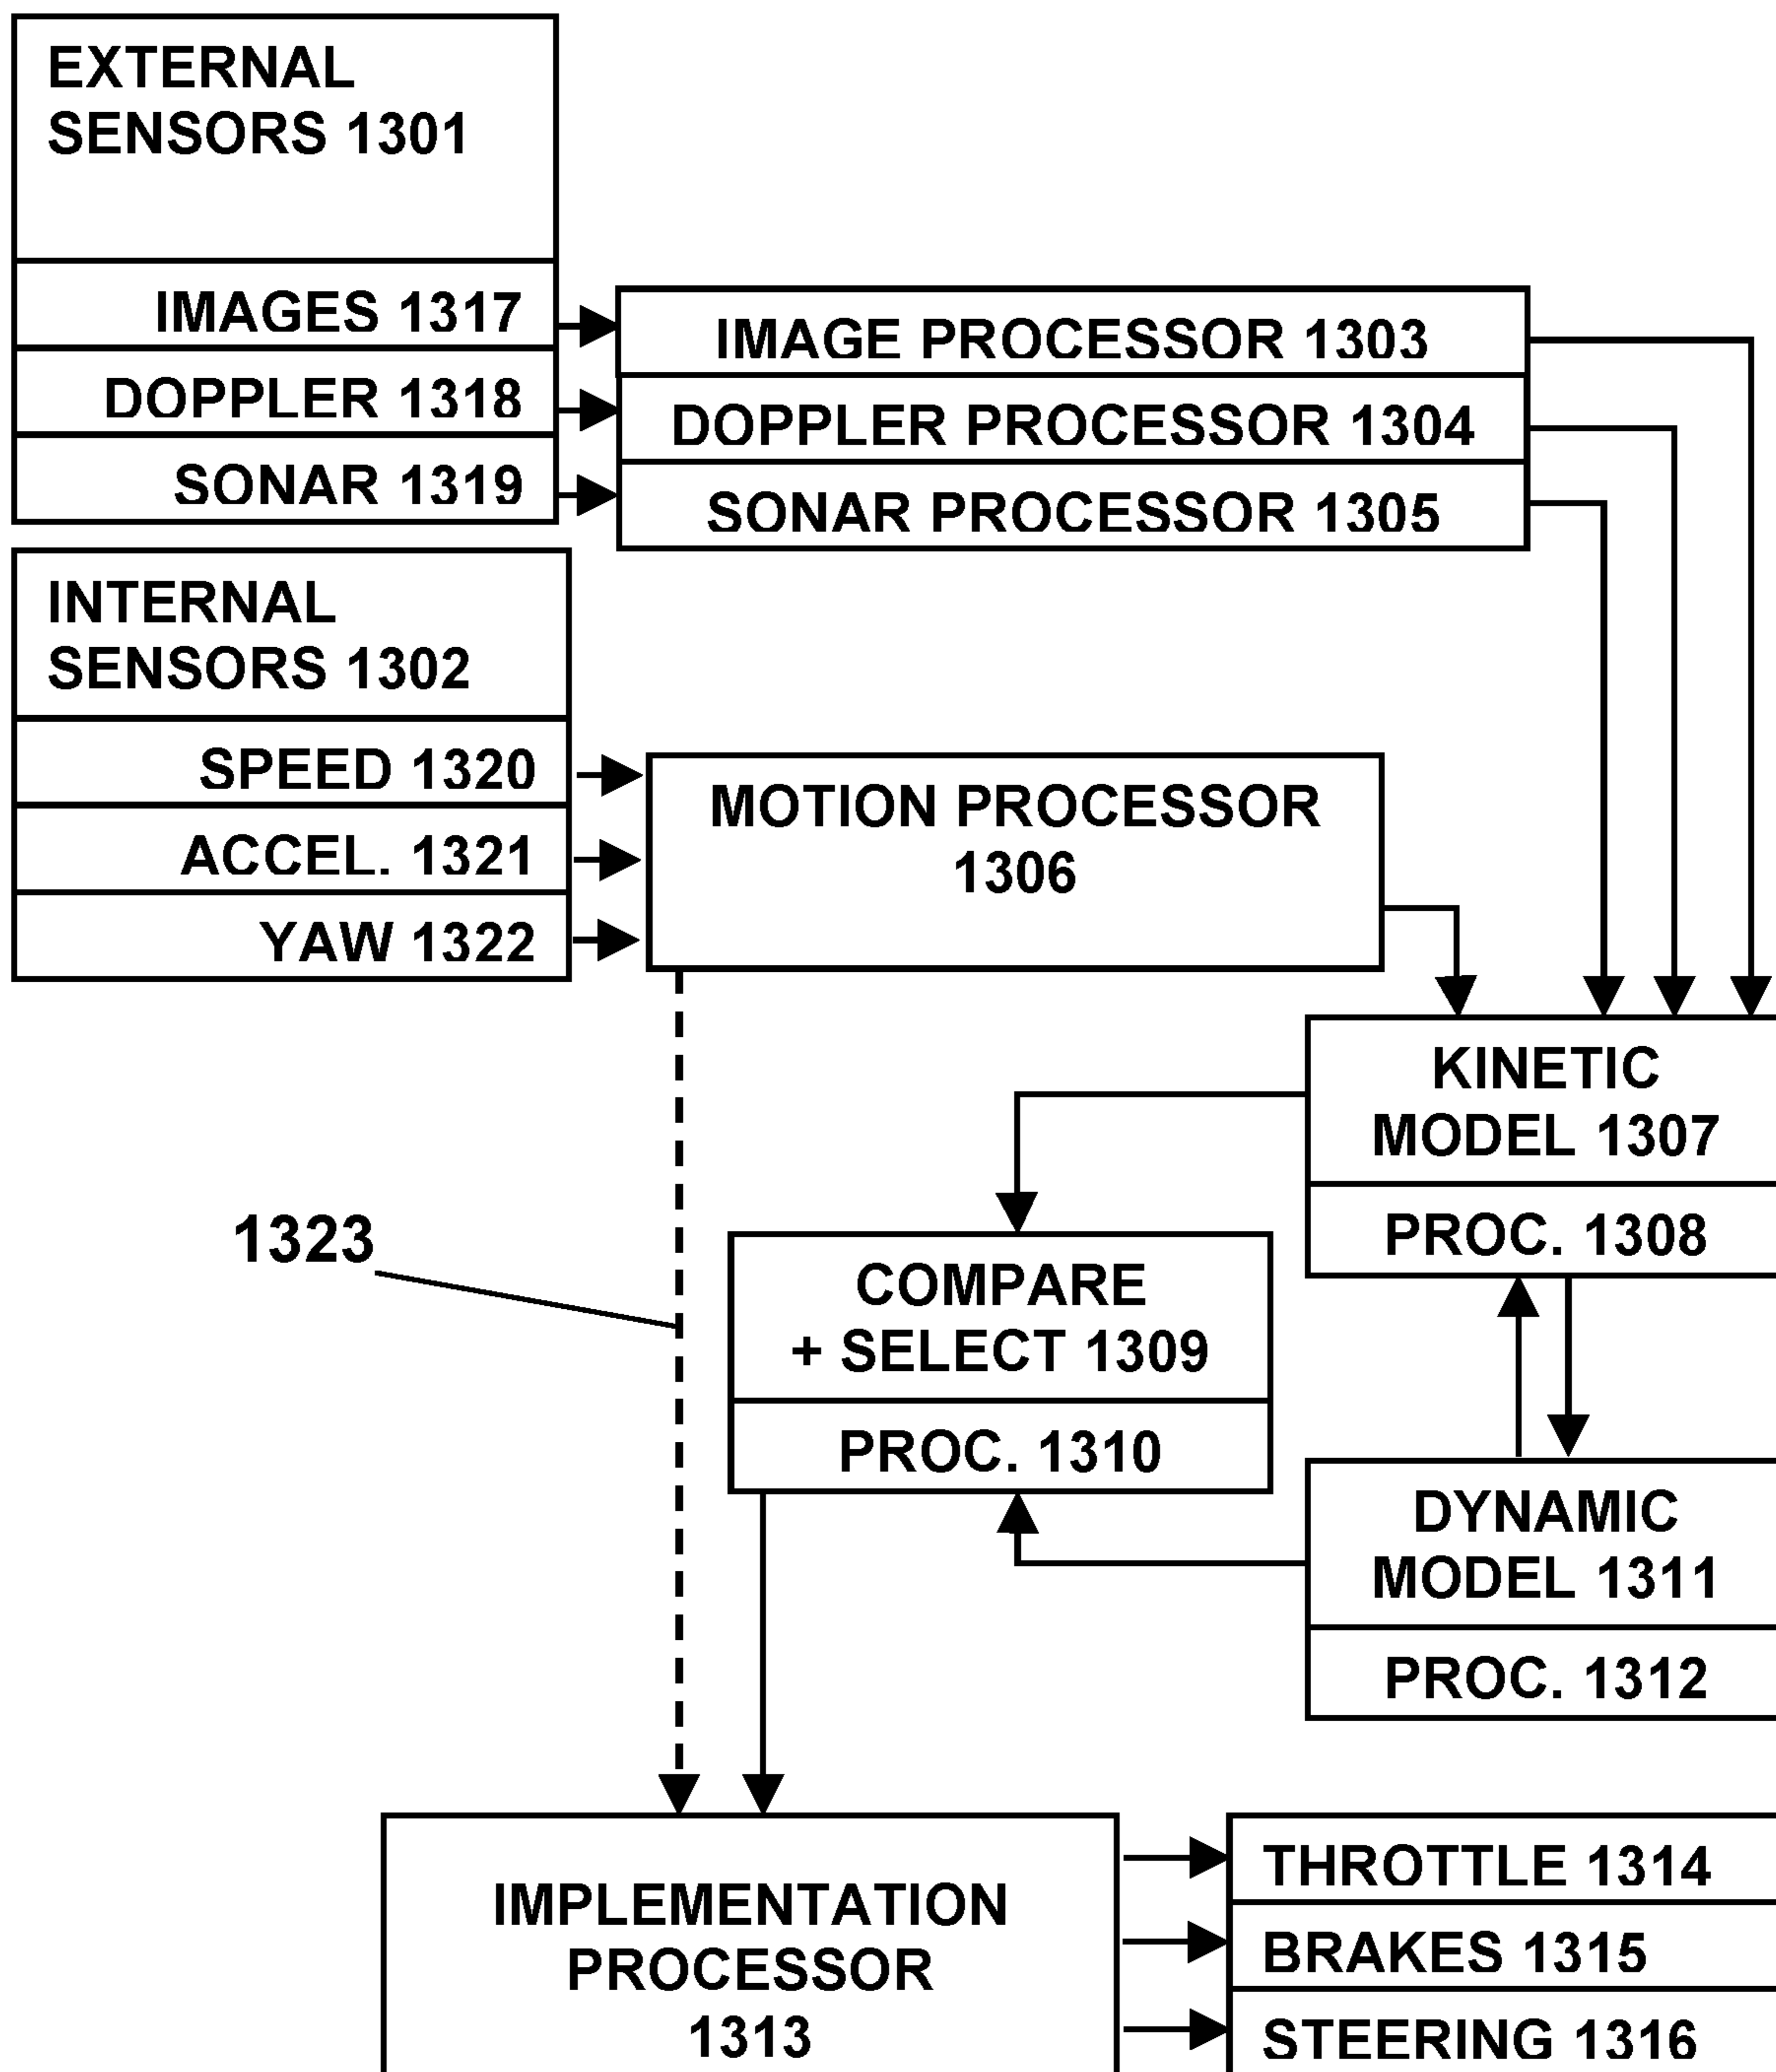 EXTERNAL
SENSORS 1301
IMAGES 1317
DOPPLER 1318
SONAR 1319
IMAGE PROCESSOR 1303
DOPPLER PROCESSOR 1304
SONAR PROCESSOR 1305
INTERNAL
SENSORS 1302
SPEED 1320
ACCEL. 1321
YAW 1322
MOTION PROCESSOR
1306
KINETIC
MODEL 1307
PROC. 1308
1323
COMPARE
+ SELECT 1309
PROC. 1310
DYNAMIC
MODEL 1311
PROC. 1312
IMPLEMENTATION
PROCESSOR
1313
THROTTLE 1314
BRAKES 1315
STEERING 1316